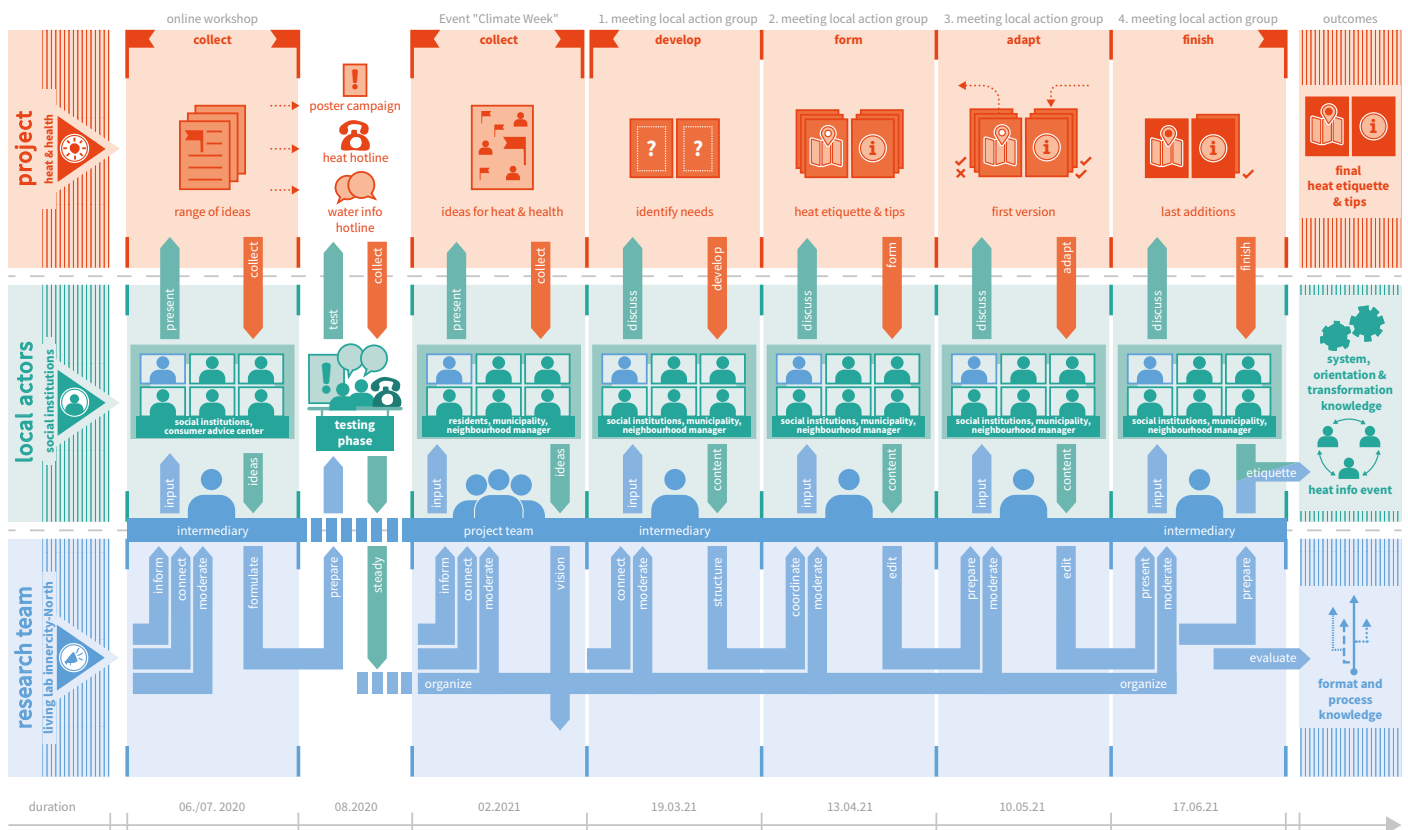 online workshop
Event "Climate Week"
1. meeting local action group
2. meeting local action group
3. meeting local action group
4. meeting local action group
outcomes
collect
collect
develop
form
adapt
finish
project
heat & health
!
poster campaign
heat hotline
water info
hotline
range of ideas
ideas for heat & health
? ?
identify needs
i
heat etiquette & tips
i
first version
i
last additions
i
final
heat etiquette
& tips
present
collect
test
collect
present
collect
discuss
develop
discuss
form
discuss
adapt
discuss
finish
local actors
social institutions
social institutions,
consumer advice center
!
testing
phase
residents, municipality,
neighbourhood manager
social institutions, municipality,
neighbourhood manager
social institutions, municipality,
neighbourhood manager
social institutions, municipality,
neighbourhood manager
social institutions, municipality,
neighbourhood manager
system,
orientation &
transformation
knowledge
heat info event
input
ideas
input
ideas
input
content
input
content
input
content
input
etiquette
intermediary
project team
intermediary
intermediary
research team
living lab innercity-North
inform
connect
moderate
formulate
prepare
steady
inform
connect
moderate
vision
connect
moderate
structure
coordinate
moderate
edit
prepare
moderate
edit
present
moderate
prepare
evaluate
organize
organize
format and
process
knowledge
duration
06./07. 2020
08.2020
02.2021
19.03.21
13.04.21
10.05.21
17.06.21